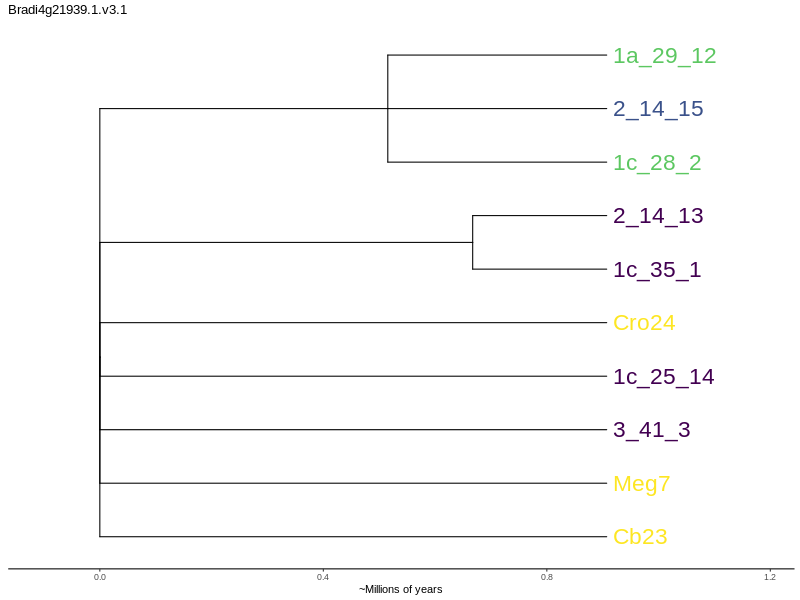 Bradi4g21939.1.v3.1
1a_29_12
2_14_15
1c_28_2
2_14_13
1c_35_1
Cro24
1c_25_14
3_41_3
Meg7
Cb23
0.0 0.4 0.8 1.2
~Millions of years